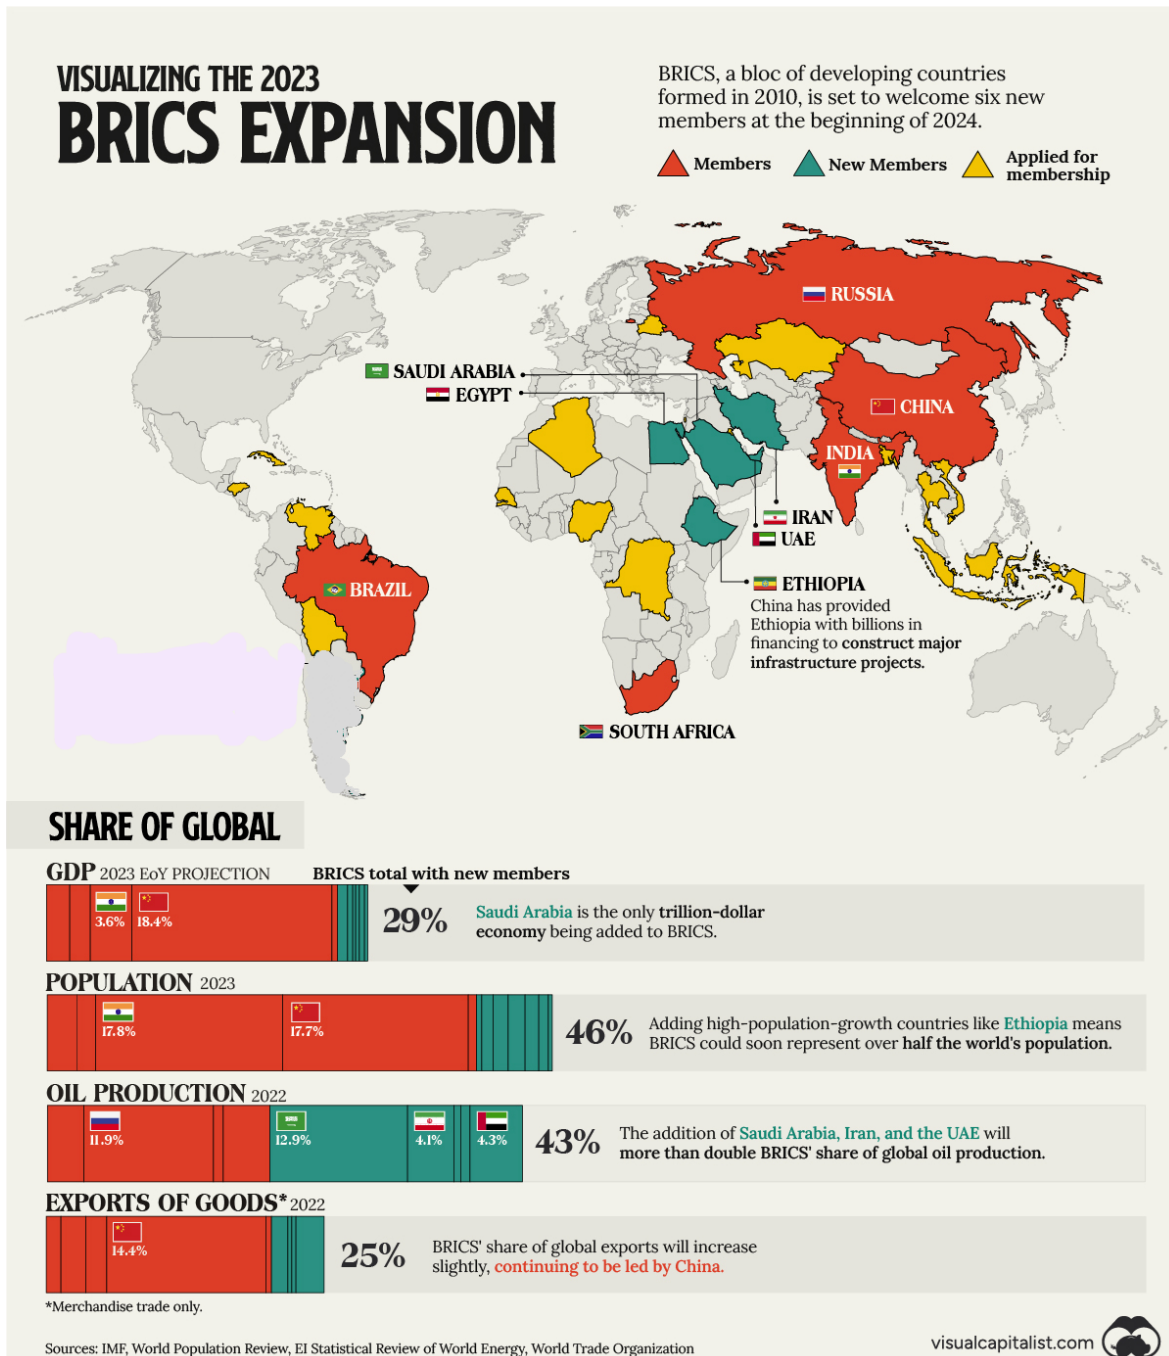 VISUALIZING THE 2023
BRICS EXPANSION
BRICS, a bloc of developing countries
formed in 2010, is set to welcome six new
members at the beginning of 2024.
Members
New Members
Applied for
membership
RUSSIA
SAUDI ARABIA
EGYPT
CHINA
INDIA
IRAN
UAE
BRAZIL
ETHIOPIA
China has provided
Ethiopia with billions in
financing to construct major
infrastructure projects.
SOUTH AFRICA
SHARE OF GLOBAL
GDP 2023 EoY PROJECTION
BRICS total with new members
3.6% 18.4%
29%
Saudi Arabia is the only trillion-dollar
economy being added to BRICS.
POPULATION 2023
17.8% 17.7%
46%
Adding high-population-growth countries like Ethiopia means
BRICS could soon represent over half the world's population.
OIL PRODUCTION 2022
11.9% 12.9% 4.1% 4.3%
43%
The addition of Saudi Arabia, Iran, and the UAE will
more than double BRICS' share of global oil production.
EXPORTS OF GOODS* 2022
14.4%
25%
BRICS' share of global exports will increase
slightly, continuing to be led by China.
*Merchandise trade only.
Sources: IMF, World Population Review, EI Statistical Review of World Energy, World Trade Organization
visualcapitalist.com